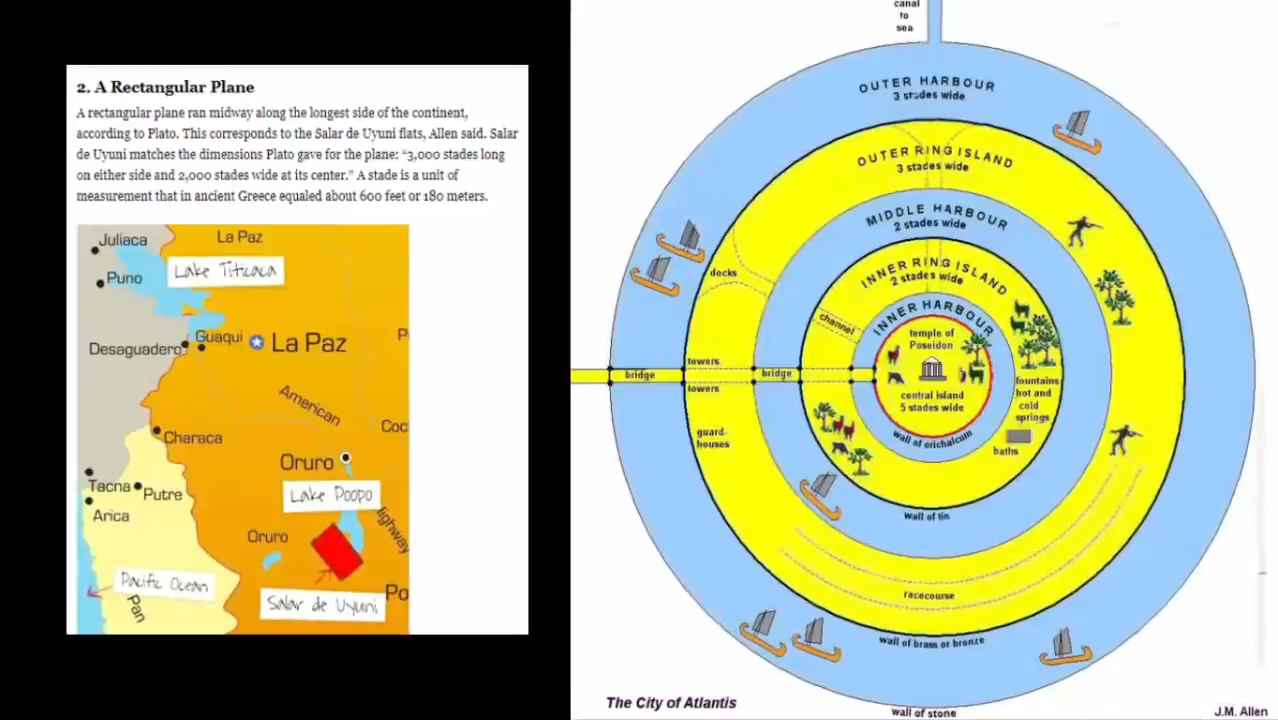 2. A Rectangular Plane
A rectangular plane ran midway along the longest side of the continent,
according to Plato. This corresponds to the Salar de Uyuni flats, Allen said. Salar
de Uyuni matches the dimensions Plato gave for the plane: "3,000 stades long
on either side and 2,000 stades wide at its center." A stade is a unit of
measurement that in ancient Greece equaled about 600 feet or 180 meters.
Juliaca
La Paz
Lake Titicaca
Puno
Guaqui
La Paz
P
Desaguadero
American
Coc
Characa
Oruro
Lake Poopo
Tacna
Putre
Arica
Oruro
Highway
Pacific Ocean
Po
Salar de Uyuni
Pan
canal
to
sea
OUTER HARBOUR
3 stades wide
OUTER RING ISLAND
3 stades wide
MIDDLE HARBOUR
2 stades wide
INNER RING ISLAND
2 stades wide
docks
INNER HARBOUR
channel
temple of
Poseidon
towers
bridge
bridge
towers
central island
5 stades wide
fountains
hot and
cold
springs
guard-
houses
wall of orichalcum
baths
wall of tin
racecourse
wall of brass or bronze
The City of Atlantis
wall of stone
J.M. Allen